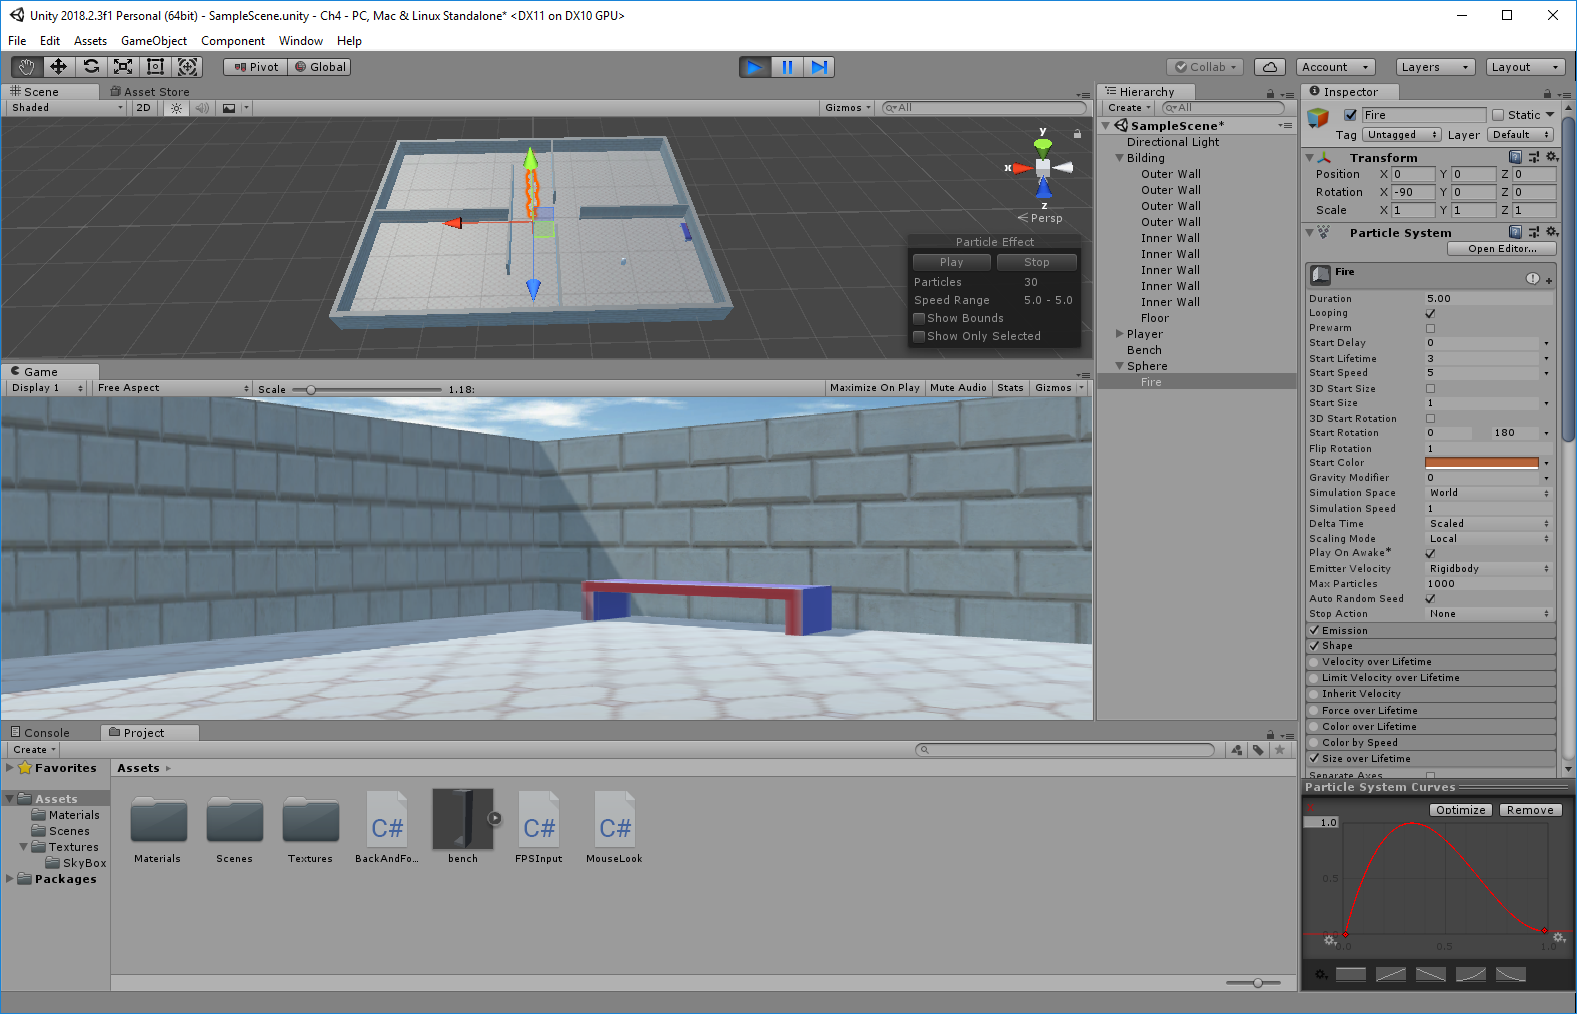 Unity 2018.2.3f1 Personal (64bit) - SampleScene.unity - Ch4 - PC, Mac & Linux Standalone* <DX11 on DX10 GPU>
File Edit Assets GameObject Component Window Help
Pivot Global Collab Account Layers Layout
Scene Asset Store
Shaded 2D Gizmos All
y
x
z
Persp
Particle Effect
Play Stop
Particles 30
Speed Range 5.0 - 5.0
Show Bounds
Show Only Selected
Game
Display 1 Free Aspect Scale 1.18: Maximize On Play Mute Audio Stats Gizmos
Hierarchy
Create All
SampleScene*
Directional Light
Bilding
Outer Wall
Outer Wall
Outer Wall
Outer Wall
Inner Wall
Inner Wall
Inner Wall
Inner Wall
Inner Wall
Floor
Player
Bench
Sphere
Fire
Inspector
Fire Static
Tag Untagged Layer Default
Transform
Position X 0 Y 0 Z 0
Rotation X -90 Y 0 Z 0
Scale X 1 Y 1 Z 1
Particle System
Open Editor...
Fire
Duration 5.00
Looping
Prewarm
Start Delay 0
Start Lifetime 3
Start Speed 5
3D Start Size
Start Size 1
3D Start Rotation
Start Rotation 0 180
Flip Rotation 1
Start Color
Gravity Modifier 0
Simulation Space World
Simulation Speed 1
Delta Time Scaled
Scaling Mode Local
Play On Awake*
Emitter Velocity Rigidbody
Max Particles 1000
Auto Random Seed
Stop Action None
Emission
Shape
Velocity over Lifetime
Limit Velocity over Lifetime
Inherit Velocity
Force over Lifetime
Color over Lifetime
Color by Speed
Size over Lifetime
Separate Axes
Particle System Curves
Optimize Remove
1.0
0.5
0.0
0.0 0.5 1.0
Console Project
Create
Favorites
Assets
Materials
Scenes
Textures
SkyBox
Packages
Assets
C# C# C#
Materials Scenes Textures BackAndFo... bench FPSInput MouseLook